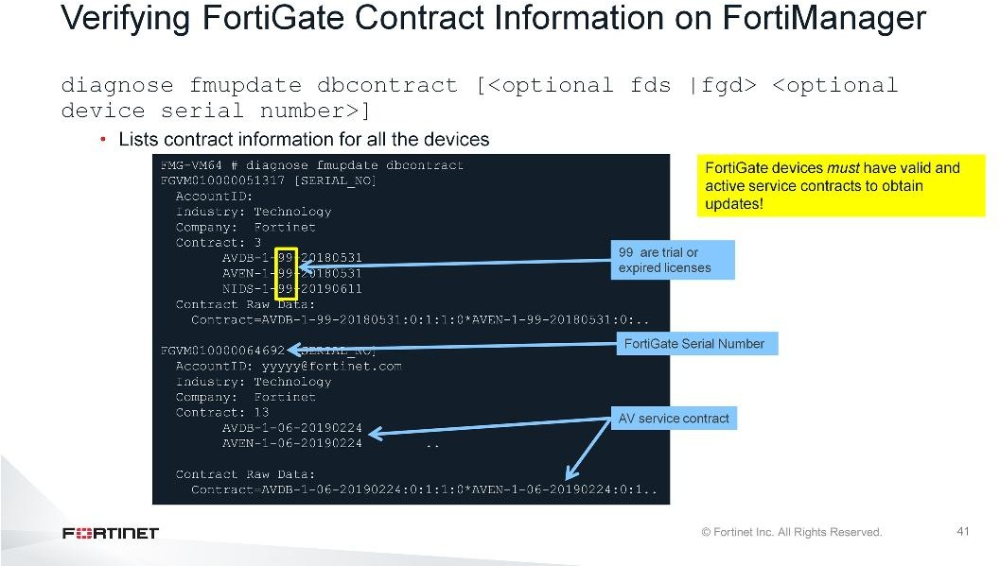 Verifying FortiGate Contract Information on FortiManager
diagnose fmupdate dbcontract [<optional fds |fgd> <optional
device serial number>]
• Lists contract information for all the devices
FMG-VM64 # diagnose fmupdate dbcontract
FGVM010000051317 [SERIAL_NO]
AccountID:
Industry: Technology
Company: Fortinet
Contract: 3
AVDB-1-99-20180531
AVEN-1-99-20180531
NIDS-1-99-20190611
Contract Raw Data:
Contract=AVDB-1-99-20180531:0:1:1:0*AVEN-1-99-20180531:0:..
FGVM010000064692 [SERIAL_NO]
AccountID: yyyyy@fortinet.com
Industry: Technology
Company: Fortinet
Contract: 13
AVDB-1-06-20190224
AVEN-1-06-20190224 ..
Contract Raw Data:
Contract=AVDB-1-06-20190224:0:1:1:0*AVEN-1-06-20190224:0:1..
FortiGate devices must have valid and
active service contracts to obtain
updates!
99 are trial or
expired licenses
FortiGate Serial Number
AV service contract
FORTINET
© Fortinet Inc. All Rights Reserved.
41